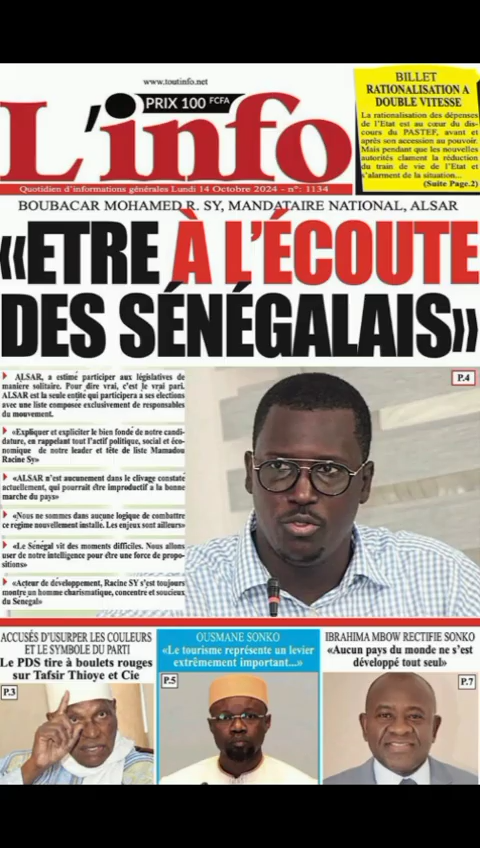 www.toutinfo.net
PRIX 100 FCFA
L'info
Quotidien d'informations générales Lundi 14 Octobre 2024 - n°: 1134
BILLET
RATIONALISATION A
DOUBLE VITESSE
La rationalisation des dépenses
de l'Etat est au cœur du dis-
cours du PASTEF, avant et
après son accession au pouvoir.
Mais pendant que les nouvelles
autorités clament la réduction
du train de vie de l'Etat et
s'alarment de la situation...
(Suite Page.2)
BOUBACAR MOHAMED R. SY, MANDATAIRE NATIONAL, ALSAR
«ETRE À L'ÉCOUTE
DES SÉNÉGALAIS»
P.4
ALSAR, a estimé participer aux législatives de
manière solitaire. Pour dire vrai, c'est le vrai pari.
ALSAR est la seule entité qui participera a ses elections
avec une liste composée exclusivement de responsables
du mouvement.
«Expliquer et expliciter le bien fondé de notre candi-
dature, en rappelant tout l'actif politique, social et éco-
nomique de notre leader et tête de liste Mamadou
Racine Sy»
«ALSAR n'est aucunement dans le clivage constaté
actuellement, qui pourrait être improductif a la bonne
marche du pays»
«Nous ne sommes dans aucune logique de combattre
ce régime nouvellement installe. Les enjeux sont ailleurs»
«Le Sénégal vit des moments difficiles. Nous allons
user de notre intelligence pour être une force de propo-
sitions»
«Acteur de développement, Racine SY s'est toujours
montré un homme charismatique, concentre et soucieux
du Senegal»
ACCUSÉS D'USURPER LES COULEURS
ET LE SYMBOLE DU PARTI
Le PDS tire à boulets rouges
sur Tafsir Thioye et Cie
P.3
OUSMANE SONKO
«Le tourisme représente un levier
extrêmement important...»
P.5
IBRAHIMA MBOW RECTIFIE SONKO
«Aucun pays du monde ne s'est
développé tout seul»
P.7